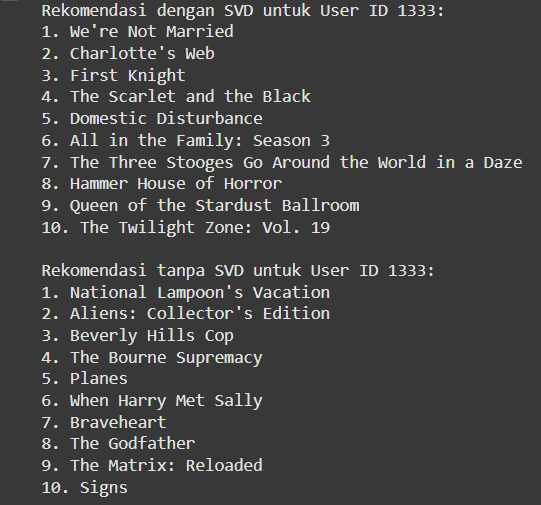 Rekomendasi dengan SVD untuk User ID 1333:
1. We're Not Married
2. Charlotte's Web
3. First Knight
4. The Scarlet and the Black
5. Domestic Disturbance
6. All in the Family: Season 3
7. The Three Stooges Go Around the World in a Daze
8. Hammer House of Horror
9. Queen of the Stardust Ballroom
10. The Twilight Zone: Vol. 19
Rekomendasi tanpa SVD untuk User ID 1333:
1. National Lampoon's Vacation
2. Aliens: Collector's Edition
3. Beverly Hills Cop
4. The Bourne Supremacy
5. Planes
6. When Harry Met Sally
7. Braveheart
8. The Godfather
9. The Matrix: Reloaded
10. Signs